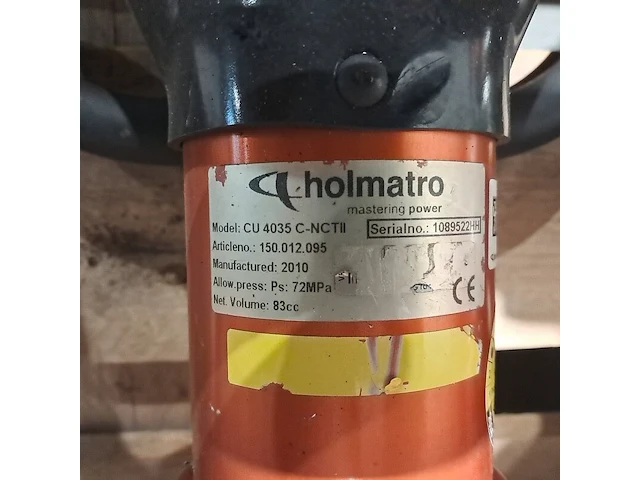 holmatro
mastering power
Model: CU 4035 C-NCTII
Serialno.: 1089522HH
Articleno.: 150.012.095
Manufactured: 2010
Allow.press: Ps: 72MPa
Net. Volume: 83cc
CE